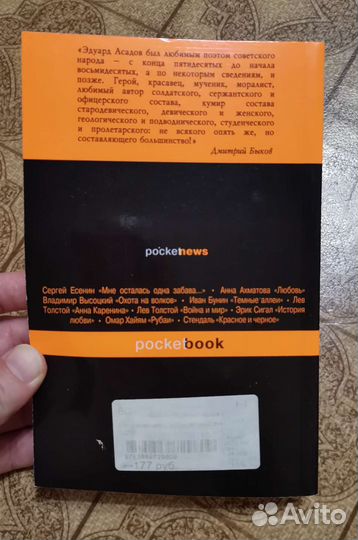 «Эдуард Асадов был любимым поэтом советского
народа — с конца пятидесятых до начала
восьмидесятых, а по некоторым сведениям, и
позже. Герой, красавец, мученик, моралист,
любимый автор солдатского, сержантского и
офицерского состава, кумир состава
стародевического, девического и женского,
геологического и подводнического, студенческого
и пролетарского: не всякого опять же, но
составляющего большинство!»
Дмитрий Быков
pocketnews
Сергей Есенин «Мне осталась одна забава...» • Анна Ахматова «Любовь»
Владимир Высоцкий «Охота на волков» • Иван Бунин «Темные аллеи» • Лев
Толстой «Анна Каренина» • Лев Толстой «Война и мир» • Эрик Сигал «История
любви» • Омар Хайям «Рубаи» • Стендаль «Красное и черное»
pocketbook
177 руб.
Avito